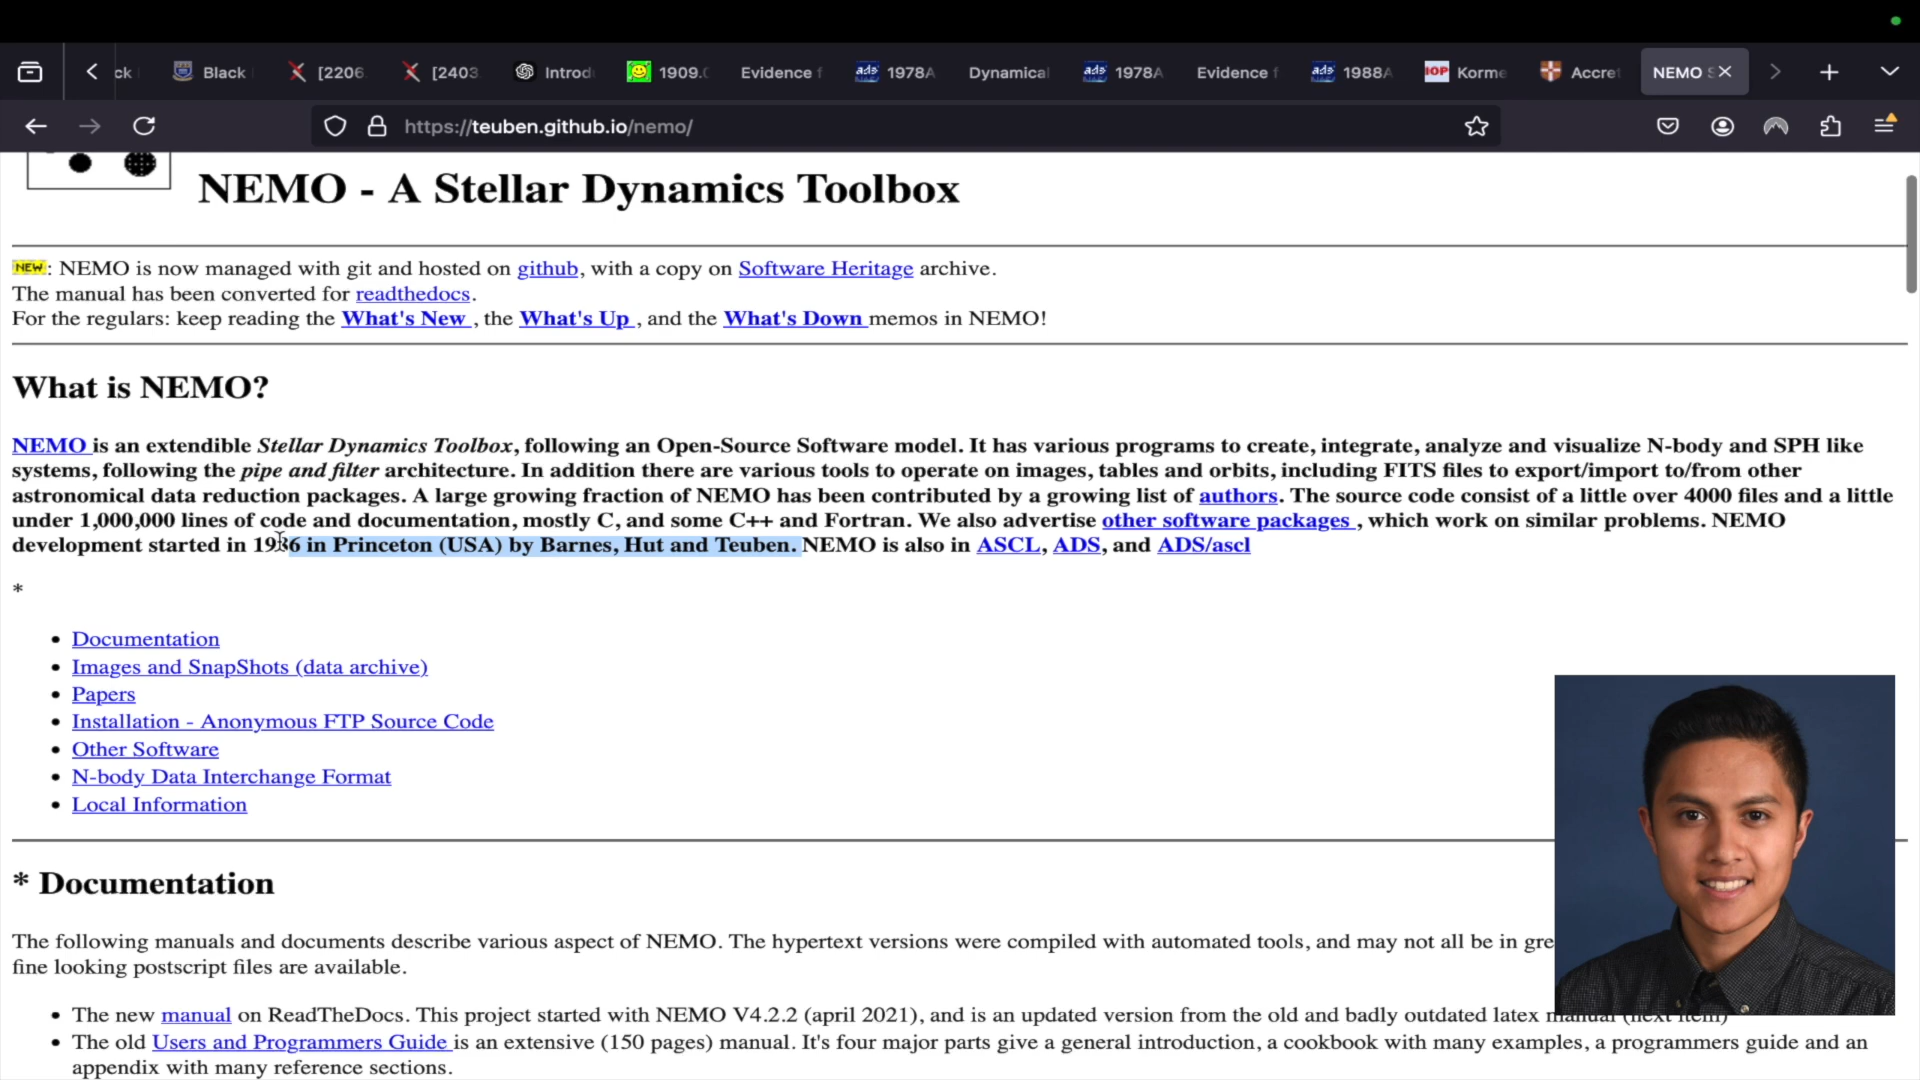 ck
Black
[2206
[2403
Introd
1909.0
Evidence f
ads 1978A
Dynamical
ads 1978A
Evidence f
ads 1988A
IOP Korme
Accret
NEMO S
https://teuben.github.io/nemo/
NEMO - A Stellar Dynamics Toolbox
NEW : NEMO is now managed with git and hosted on github, with a copy on Software Heritage archive.
The manual has been converted for readthedocs.
For the regulars: keep reading the What's New , the What's Up , and the What's Down memos in NEMO!
What is NEMO?
NEMO is an extendible Stellar Dynamics Toolbox, following an Open-Source Software model. It has various programs to create, integrate, analyze and visualize N-body and SPH like
systems, following the pipe and filter architecture. In addition there are various tools to operate on images, tables and orbits, including FITS files to export/import to/from other
astronomical data reduction packages. A large growing fraction of NEMO has been contributed by a growing list of authors. The source code consist of a little over 4000 files and a little
under 1,000,000 lines of code and documentation, mostly C, and some C++ and Fortran. We also advertise other software packages , which work on similar problems. NEMO
development started in 1986 in Princeton (USA) by Barnes, Hut and Teuben. NEMO is also in ASCL, ADS, and ADS/ascl
*
• Documentation
• Images and SnapShots (data archive)
• Papers
• Installation - Anonymous FTP Source Code
• Other Software
• N-body Data Interchange Format
• Local Information
* Documentation
The following manuals and documents describe various aspect of NEMO. The hypertext versions were compiled with automated tools, and may not all be in gre
fine looking postscript files are available.
• The new manual on ReadTheDocs. This project started with NEMO V4.2.2 (april 2021), and is an updated version from the old and badly outdated latex manual (next item)
• The old Users and Programmers Guide is an extensive (150 pages) manual. It's four major parts give a general introduction, a cookbook with many examples, a programmers guide and an
appendix with many reference sections.